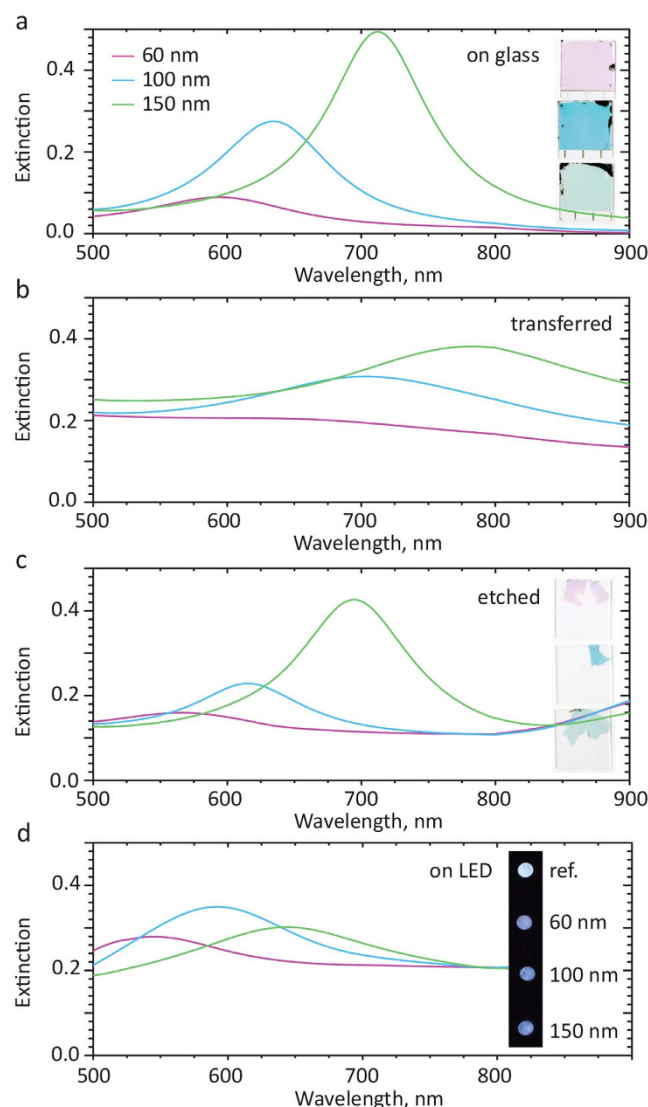 a
0.4
0.2
0.0
Extinction
60 nm
100 nm
150 nm
on glass
500 600 700 800 900
Wavelength, nm
b
0.4
0.2
0.0
Extinction
transferred
500 600 700 800 900
Wavelength, nm
c
0.4
0.2
0.0
Extinction
etched
500 600 700 800 900
Wavelength, nm
d
0.4
0.2
0.0
Extinction
on LED
ref.
60 nm
100 nm
150 nm
500 600 700 800 900
Wavelength, nm